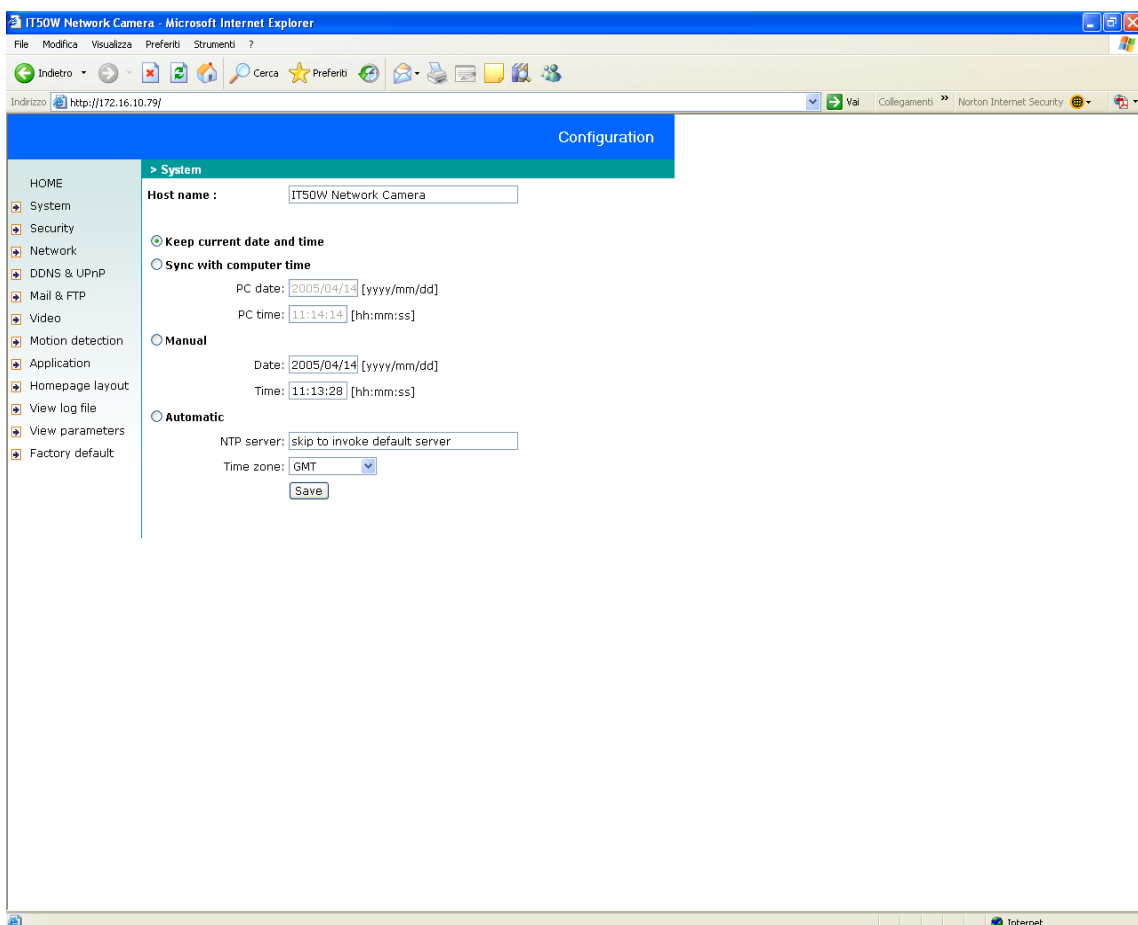 IT50W Network Camera - Microsoft Internet Explorer
File Modifica Visualizza Preferiti Strumenti ?
Indietro Cerca Preferiti
Indirizzo http://172.16.10.79/ Vai Collegamenti » Norton Internet Security
Configuration
> System
HOME
System
Security
Network
DDNS & UPnP
Mail & FTP
Video
Motion detection
Application
Homepage layout
View log file
View parameters
Factory default
Host name : IT50W Network Camera
Keep current date and time
Sync with computer time
PC date: 2005/04/14 [yyyy/mm/dd]
PC time: 11:14:14 [hh:mm:ss]
Manual
Date: 2005/04/14 [yyyy/mm/dd]
Time: 11:13:28 [hh:mm:ss]
Automatic
NTP server: skip to invoke default server
Time zone: GMT
Save
Internet